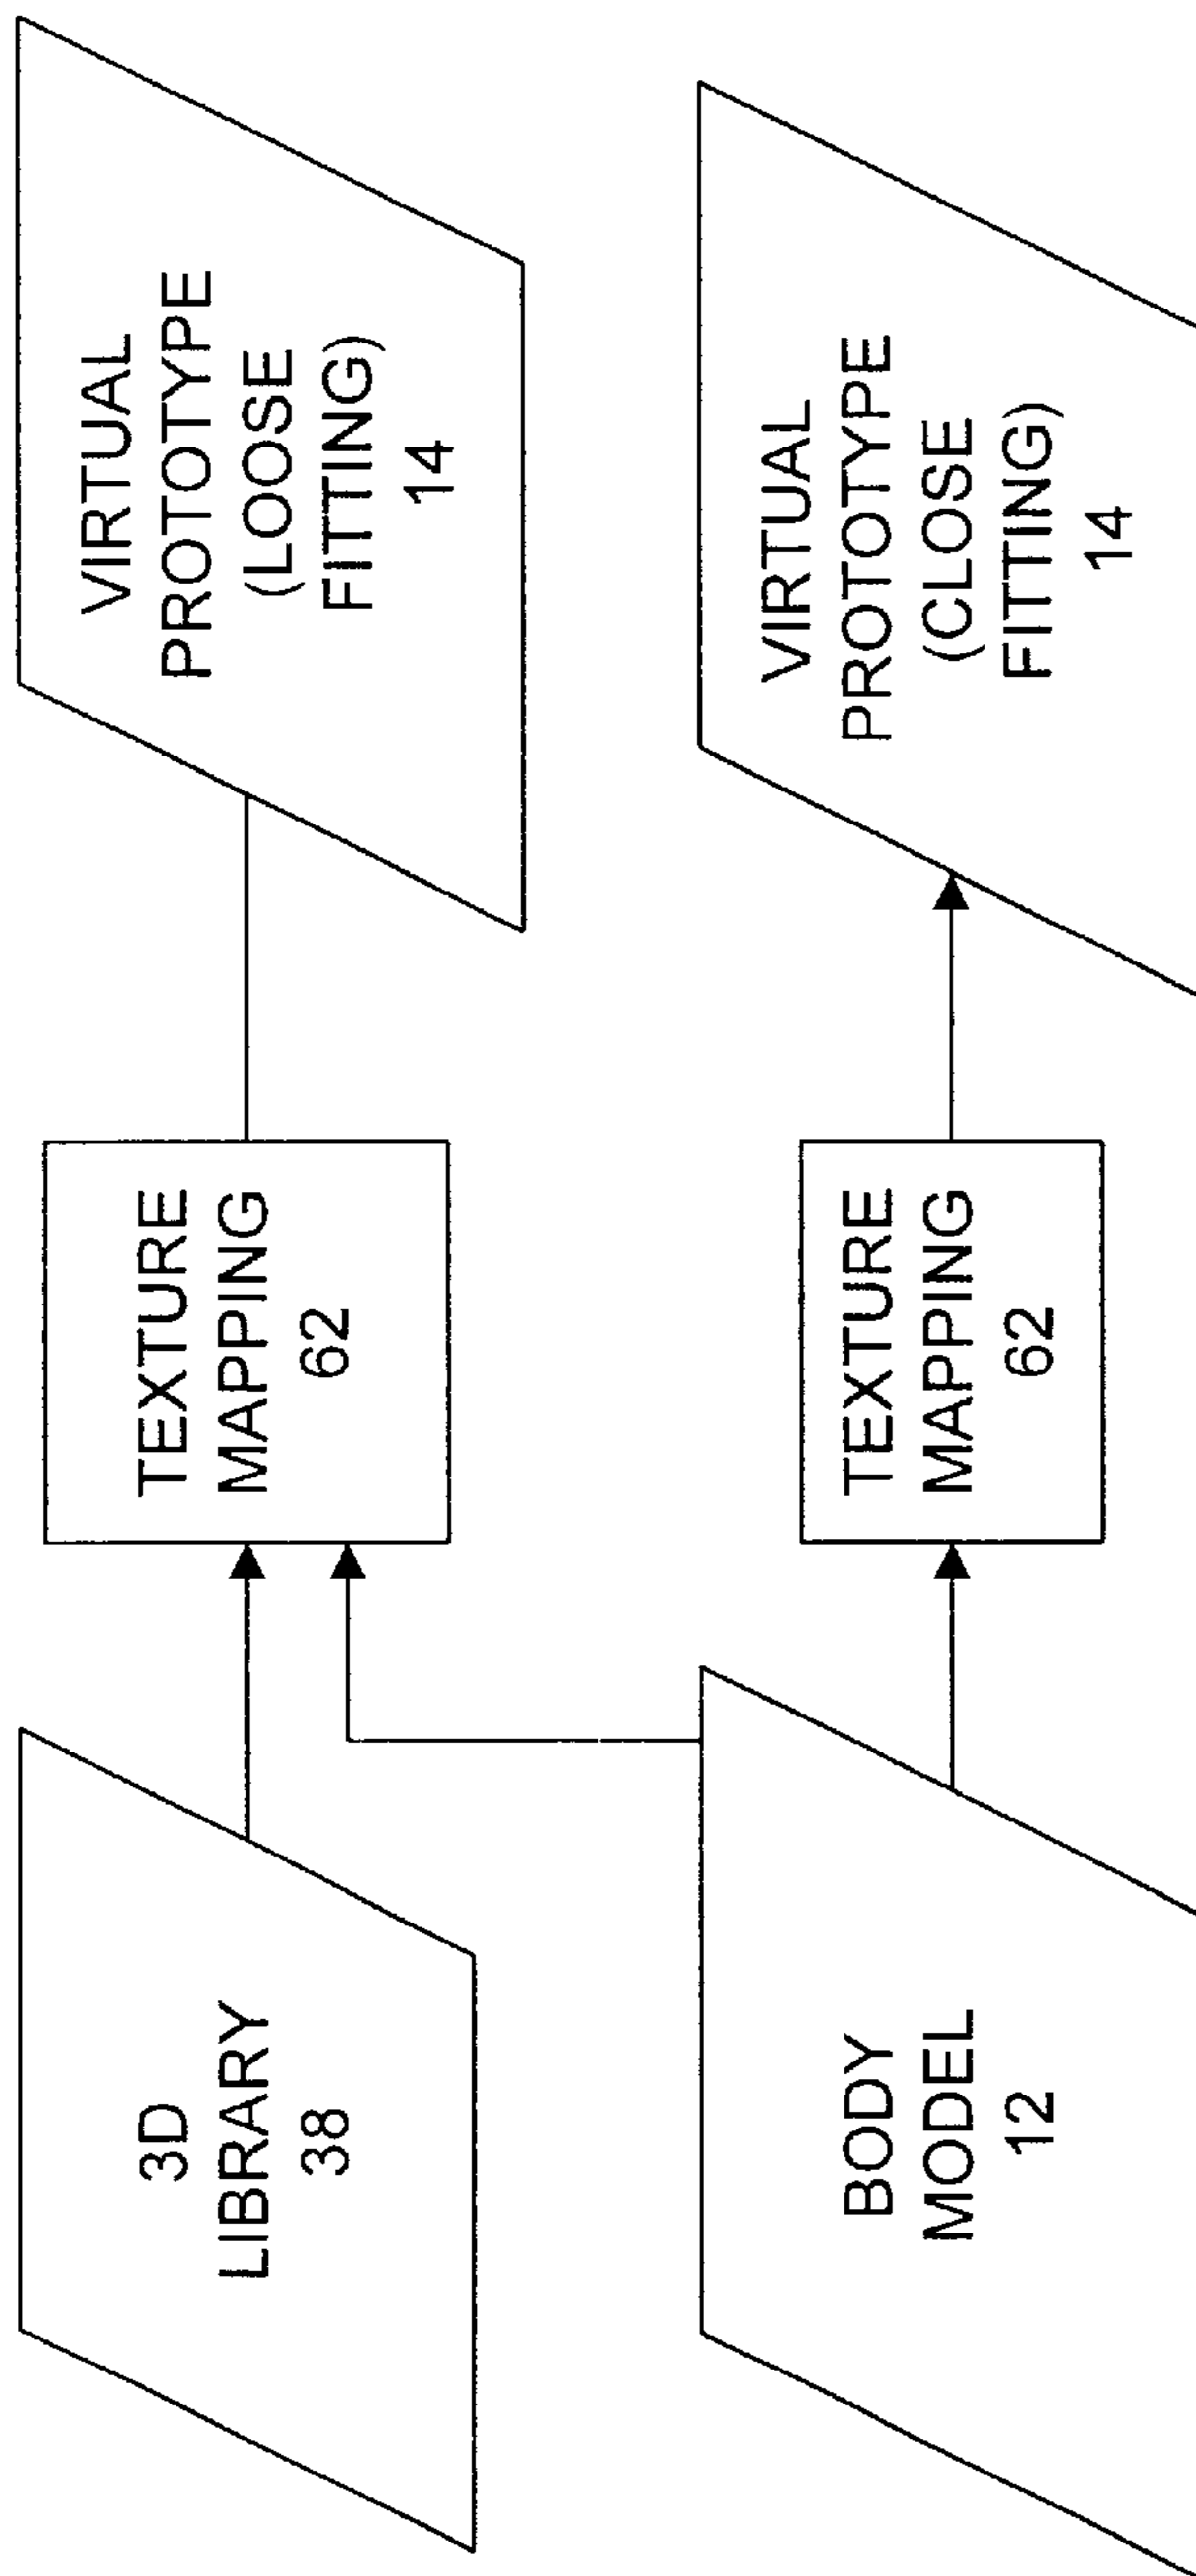 3D
LIBRARY
38
TEXTURE
MAPPING
62
VIRTUAL
PROTOTYPE
(LOOSE
FITTING)
14
BODY
MODEL
12
TEXTURE
MAPPING
62
VIRTUAL
PROTOTYPE
(CLOSE
FITTING)
14